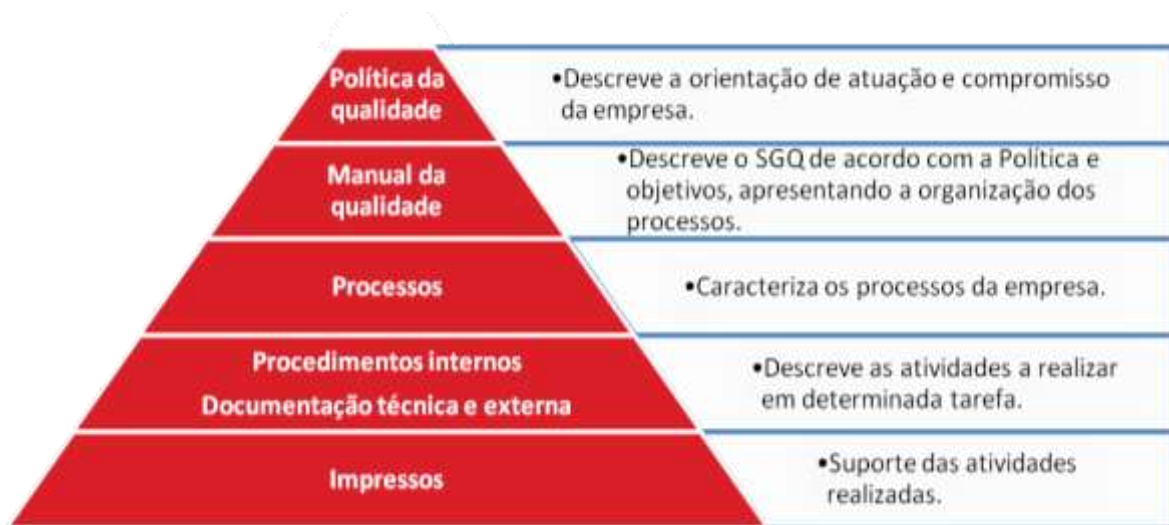 Política da
qualidade
•Descreve a orientação de atuação e compromisso
da empresa.
Manual da
qualidade
•Descreve o SGQ de acordo com a Política e
objetivos, apresentando a organização dos
processos.
Processos
•Caracteriza os processos da empresa.
Procedimentos internos
Documentação técnica e externa
•Descreve as atividades a realizar
em determinada tarefa.
Impressos
•Suporte das atividades
realizadas.